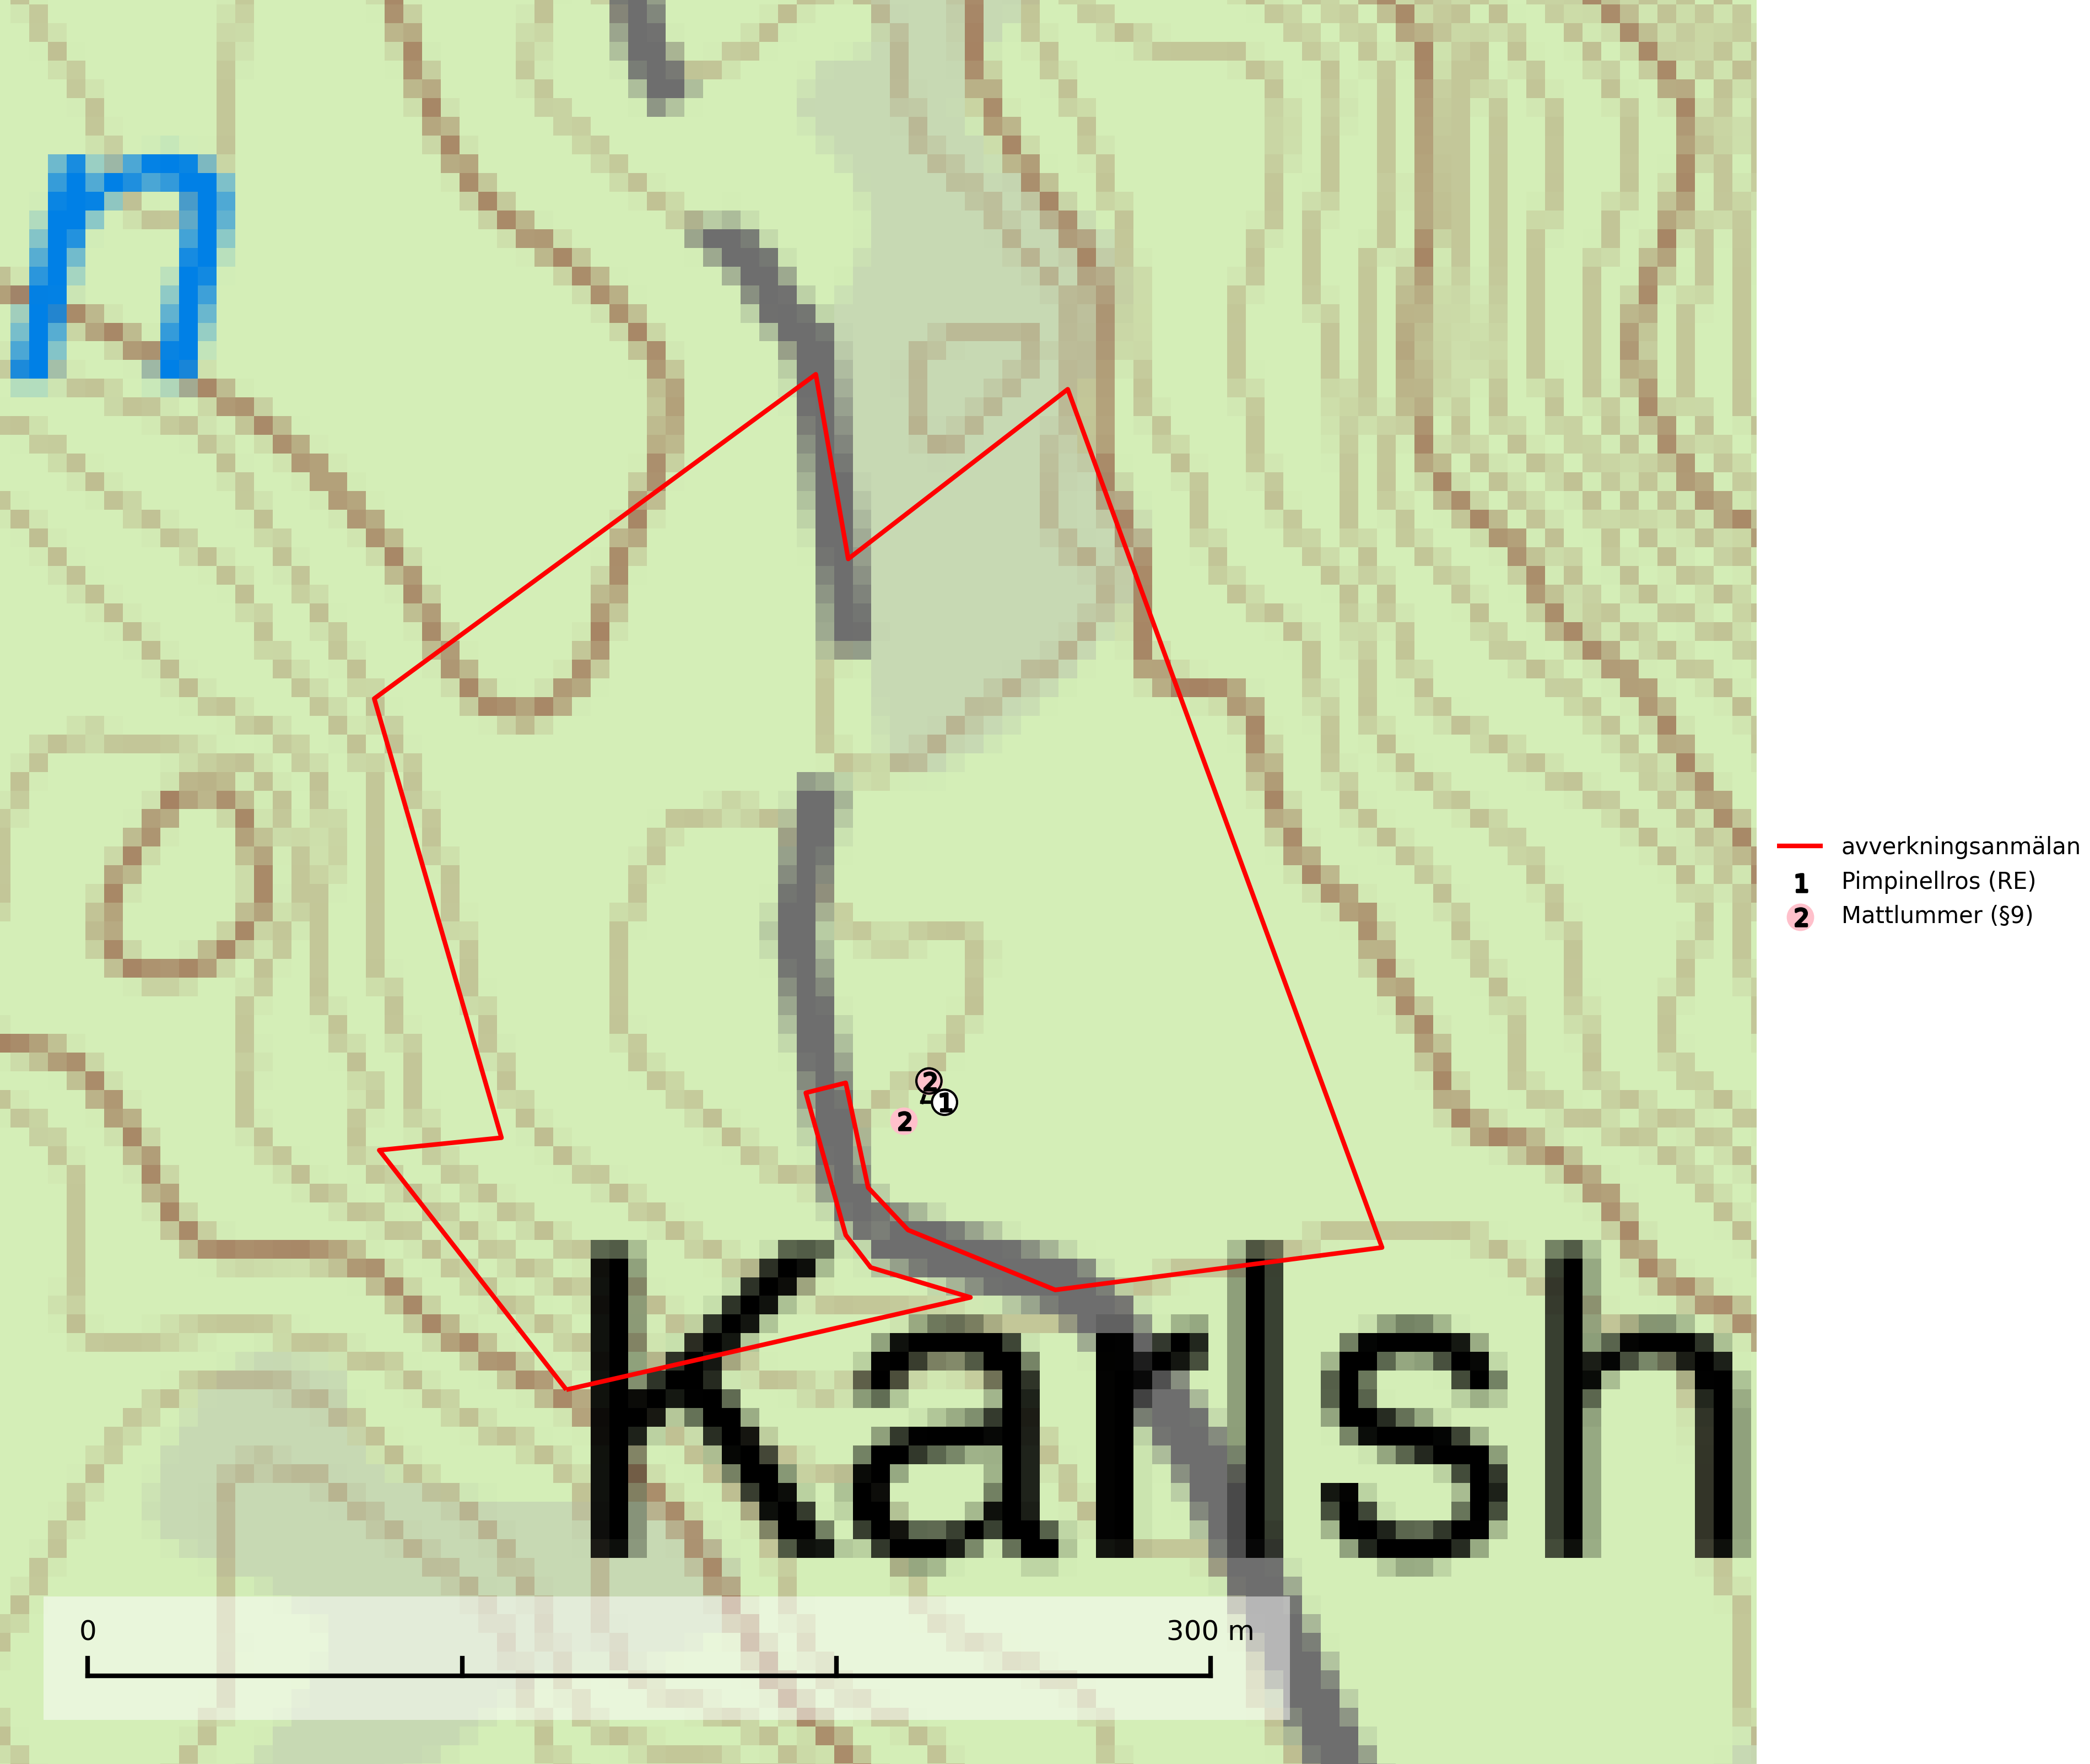 n
2
1
2
Karlsh
0 300 m
avverkningsanmälan
1 Pimpinellros (RE)
2 Mattlummer (§9)